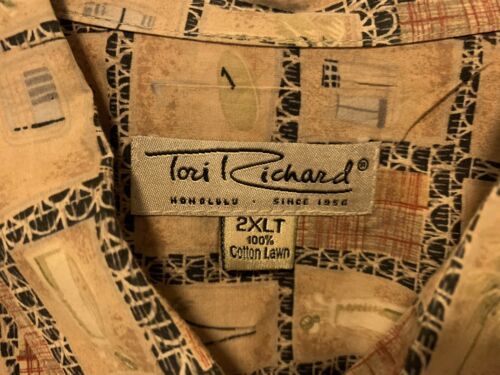 Tori Richard®
HONOLULU · SINCE 1956
2XLT
100%
Cotton Lawn